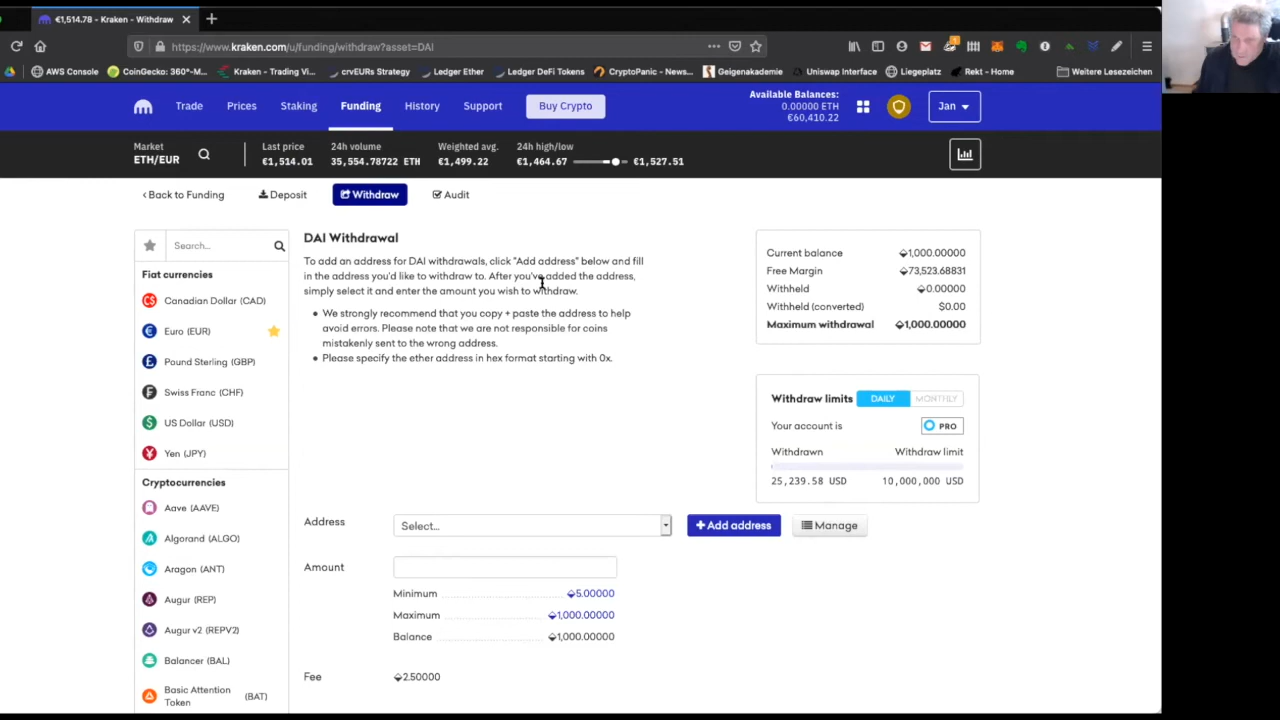 €1,514.78 - Kraken - Withdraw
https://www.kraken.com/u/funding/withdraw?asset=DAI
AWS Console CoinGecko: 360°-M... Kraken - Trading Vi... crvEURs Strategy Ledger Ether Ledger DeFi Tokens CryptoPanic - News... Geigenakademie Uniswap Interface Liegeplatz Rekt - Home Weitere Lesezeichen
Trade Prices Staking Funding History Support Buy Crypto
Available Balances:
0.00000 ETH
€60,410.22
Jan
Market
ETH/EUR
Last price
€1,514.01
24h volume
35,554.78722 ETH
Weighted avg.
€1,499.22
24h high/low
€1,464.67 €1,527.51
Back to Funding Deposit Withdraw Audit
Search...
Fiat currencies
Canadian Dollar (CAD)
Euro (EUR)
Pound Sterling (GBP)
Swiss Franc (CHF)
US Dollar (USD)
Yen (JPY)
Cryptocurrencies
Aave (AAVE)
Algorand (ALGO)
Aragon (ANT)
Augur (REP)
Augur v2 (REPV2)
Balancer (BAL)
Basic Attention
Token (BAT)
DAI Withdrawal
To add an address for DAI withdrawals, click "Add address" below and fill
in the address you'd like to withdraw to. After you've added the address,
simply select it and enter the amount you wish to withdraw.
We strongly recommend that you copy + paste the address to help
avoid errors. Please note that we are not responsible for coins
mistakenly sent to the wrong address.
Please specify the ether address in hex format starting with 0x.
Current balance 1,000.00000
Free Margin 73,523.68831
Withheld 0.00000
Withheld (converted) $0.00
Maximum withdrawal 1,000.00000
Withdraw limits DAILY MONTHLY
Your account is PRO
Withdrawn Withdraw limit
25,239.58 USD 10,000,000 USD
Address Select... + Add address Manage
Amount
Minimum 5.00000
Maximum 1,000.00000
Balance 1,000.00000
Fee 2.50000